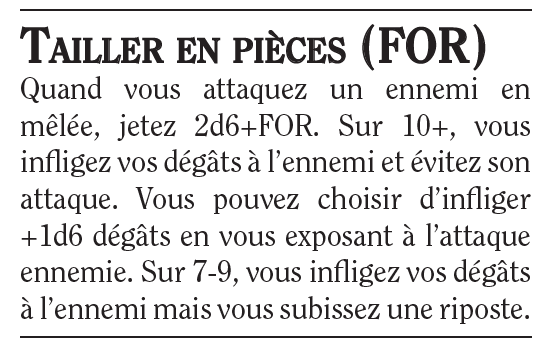 TAILLER EN PIÈCES (FOR)
Quand vous attaquez un ennemi en
mêlée, jetez 2d6+FOR. Sur 10+, vous
infligez vos dégâts à l'ennemi et évitez son
attaque. Vous pouvez choisir d'infliger
+1d6 dégâts en vous exposant à l'attaque
ennemie. Sur 7-9, vous infligez vos dégâts
à l'ennemi mais vous subissez une riposte.